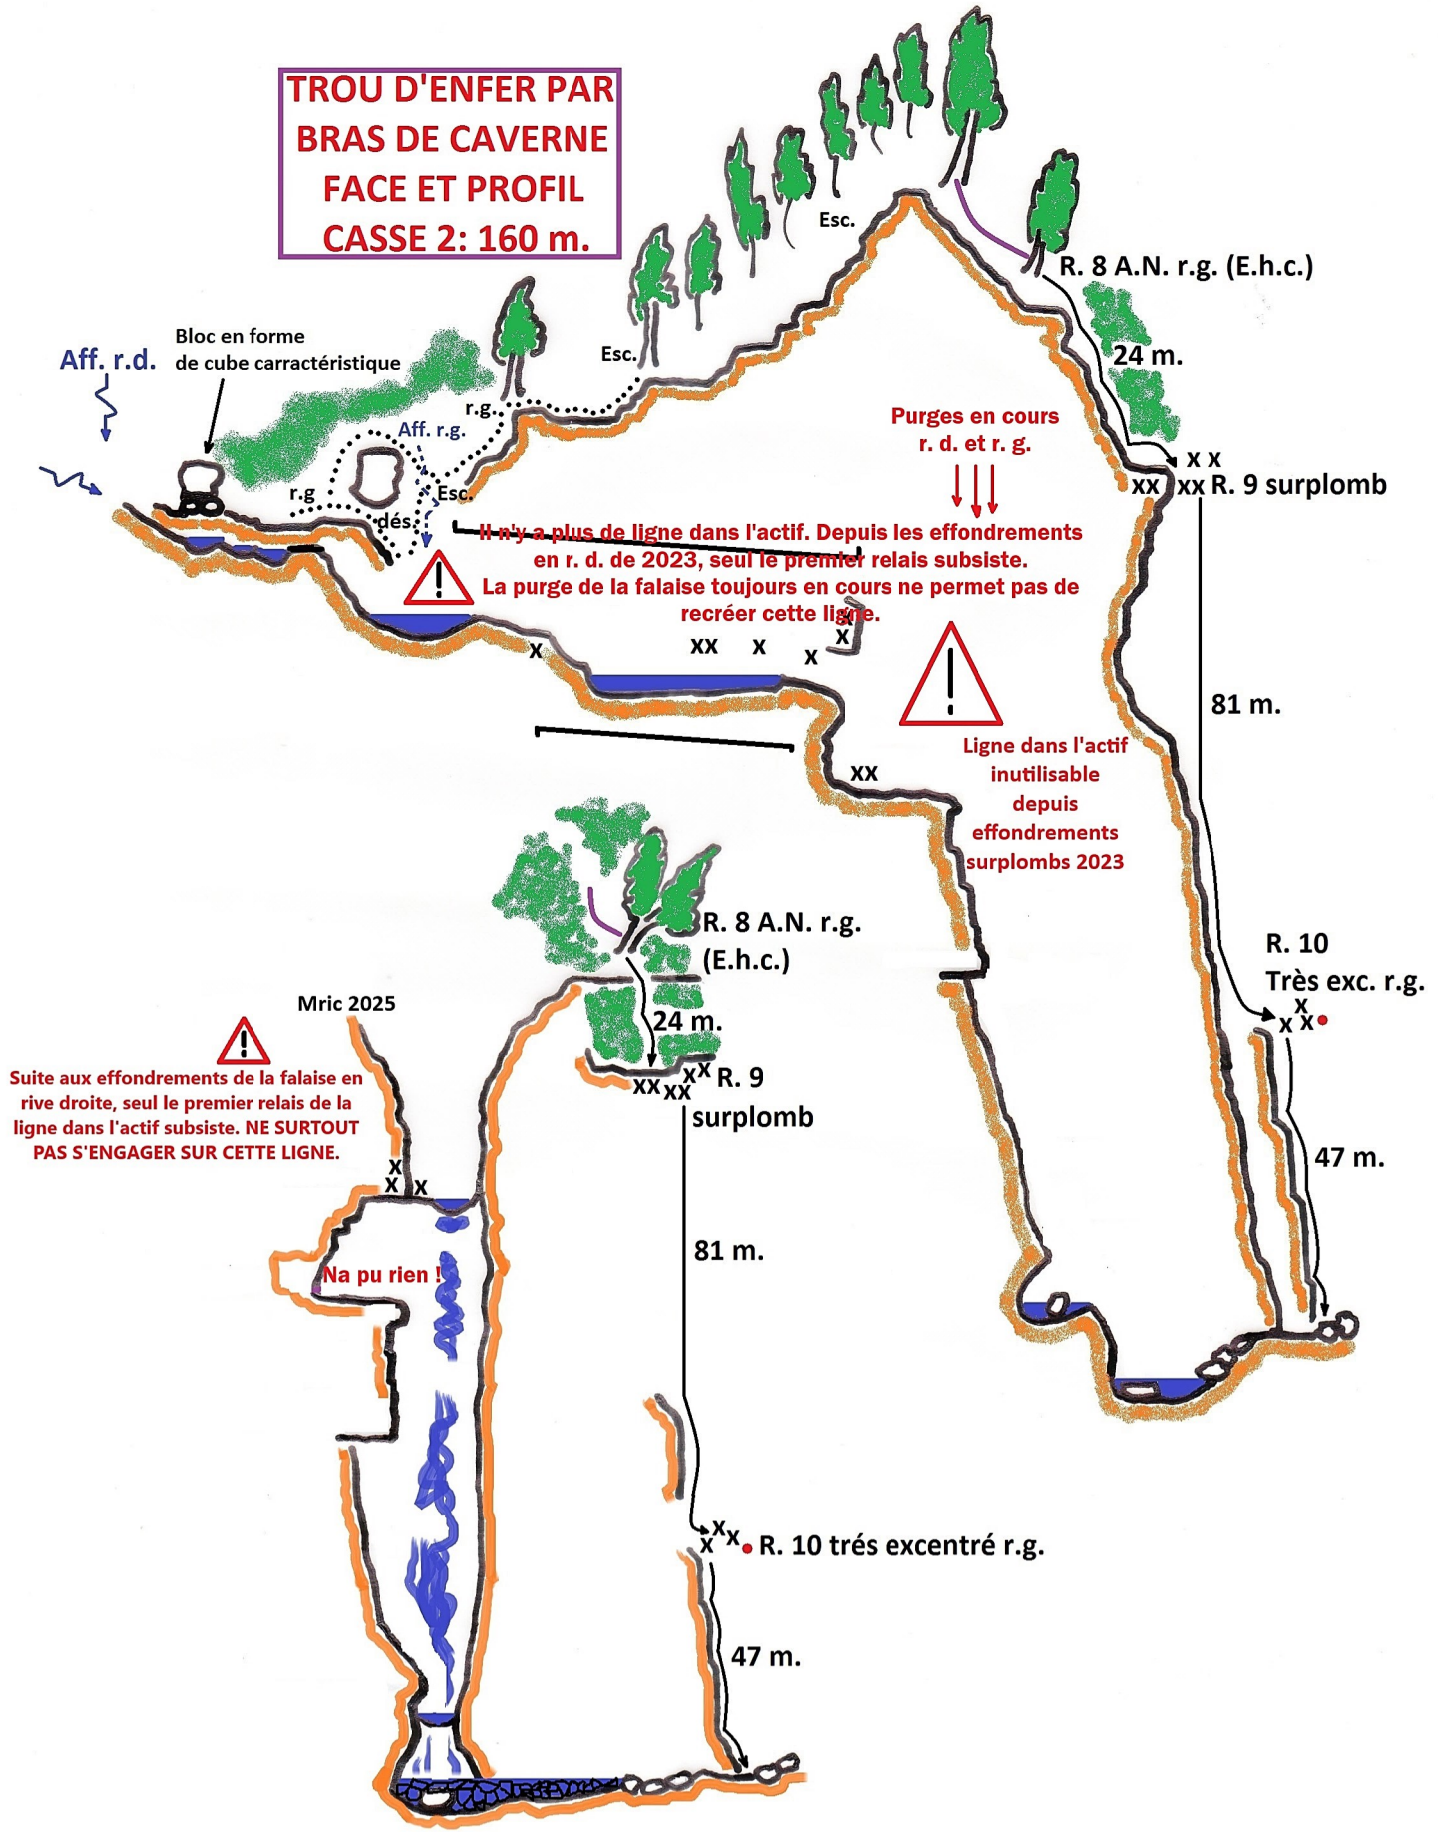 TROU D'ENFER PAR
BRAS DE CAVERNE
FACE ET PROFIL
CASSE 2: 160 m.
Esc.
R. 8 A.N. r.g. (E.h.c.)
Bloc en forme
de cube carractéristique
Aff. r.d.
Esc.
24 m.
r.g.
Aff. r.g.
Purges en cours
r. d. et r. g.
x x
xx xx R. 9 surplomb
r.g
Esc.
dés.
Il n'y a plus de ligne dans l'actif. Depuis les effondrements
en r. d. de 2023, seul le premier relais subsiste.
La purge de la falaise toujours en cours ne permet pas de
recréer cette ligne.
!
x
x
xx x x
!
81 m.
Ligne dans l'actif
inutilisable
depuis
effondrements
surplombs 2023
xx
R. 8 A.N. r.g.
(E.h.c.)
R. 10
Très exc. r.g.
x
x x
Mric 2025
24 m.
!
Suite aux effondrements de la falaise en
rive droite, seul le premier relais de la
ligne dans l'actif subsiste. NE SURTOUT
PAS S'ENGAGER SUR CETTE LIGNE.
xx xx x x R. 9
surplomb
47 m.
x
x x
81 m.
Na pu rien !
x x x R. 10 trés excentré r.g.
47 m.